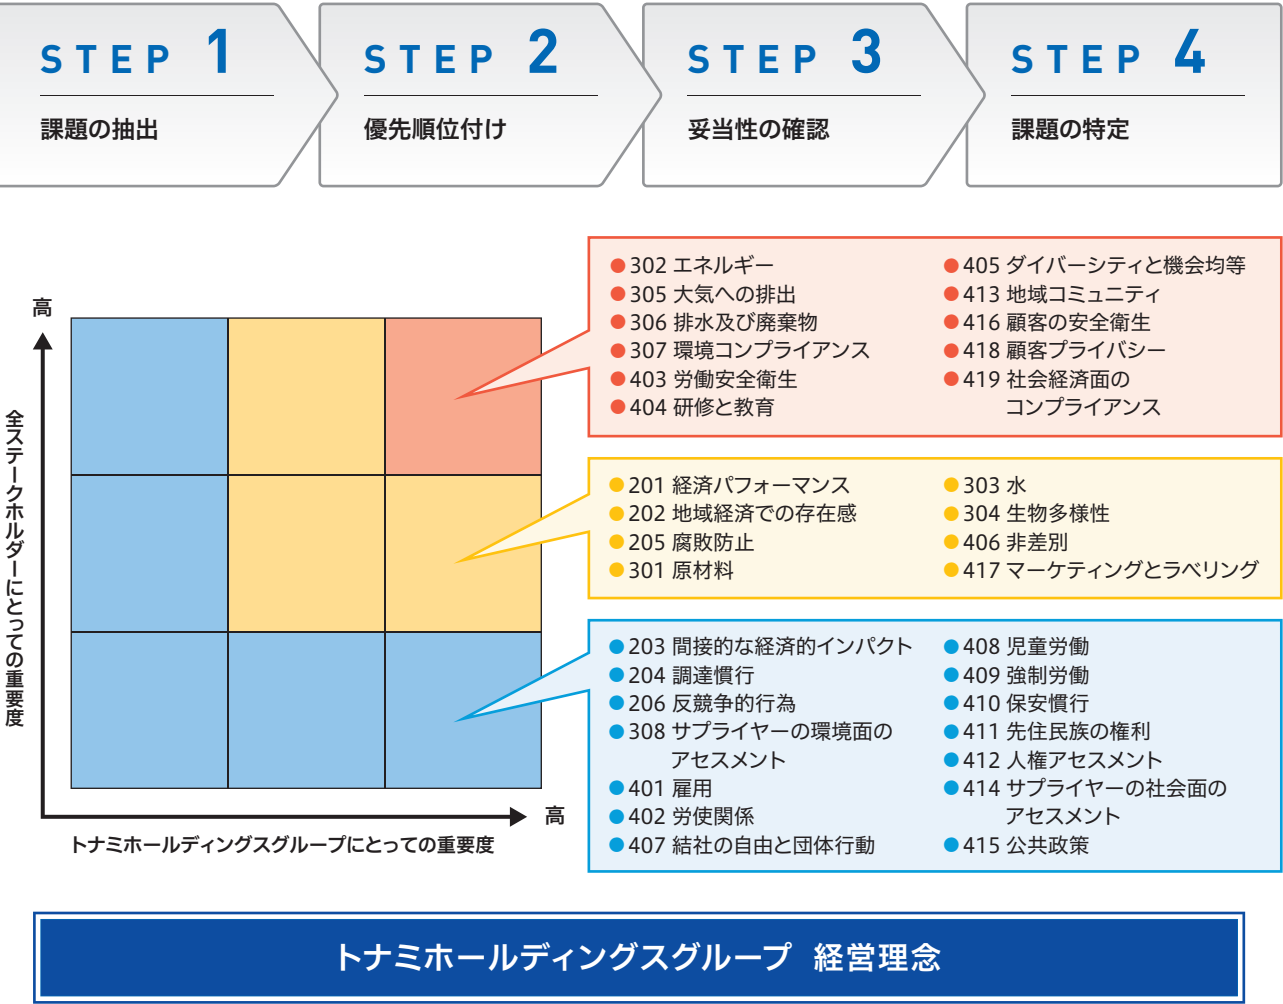 STEP 1
課題の抽出
STEP 2
優先順位付け
STEP 3
妥当性の確認
STEP 4
課題の特定
高
全ステークホルダーにとっての重要度
高
トナミホールディングスグループにとっての重要度
302 エネルギー
305 大気への排出
306 排水及び廃棄物
307 環境コンプライアンス
403 労働安全衛生
404 研修と教育
405 ダイバーシティと機会均等
413 地域コミュニティ
416 顧客の安全衛生
418 顧客プライバシー
419 社会経済面の
コンプライアンス
201 経済パフォーマンス
202 地域経済での存在感
205 腐敗防止
301 原材料
303 水
304 生物多様性
406 非差別
417 マーケティングとラベリング
203 間接的な経済的インパクト
204 調達慣行
206 反競争的行為
308 サプライヤーの環境面の
アセスメント
401 雇用
402 労使関係
407 結社の自由と団体行動
408 児童労働
409 強制労働
410 保安慣行
411 先住民族の権利
412 人権アセスメント
414 サプライヤーの社会面の
アセスメント
415 公共政策
トナミホールディングスグループ 経営理念